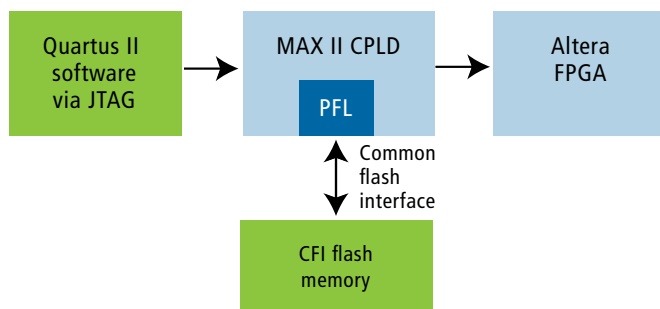 Quartus II
software
via JTAG
MAX II CPLD
PFL
Altera
FPGA
Common
flash
interface
CFI flash
memory